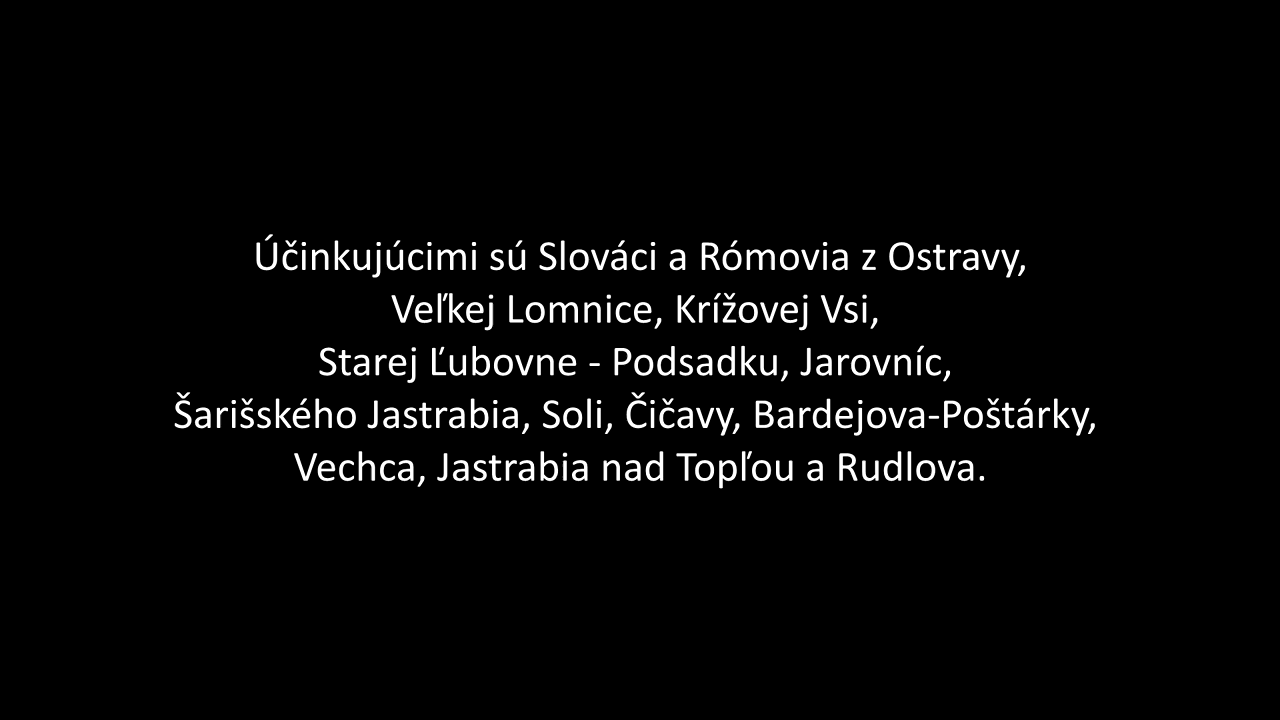 Účinkujúcimi sú Slováci a Rómovia z Ostravy,
Veľkej Lomnice, Krížovej Vsi,
Starej Ľubovne - Podsadku, Jarovníc,
Šarišského Jastrabia, Soli, Čičavy, Bardejova-Poštárky,
Vechca, Jastrabia nad Topľou a Rudlova.